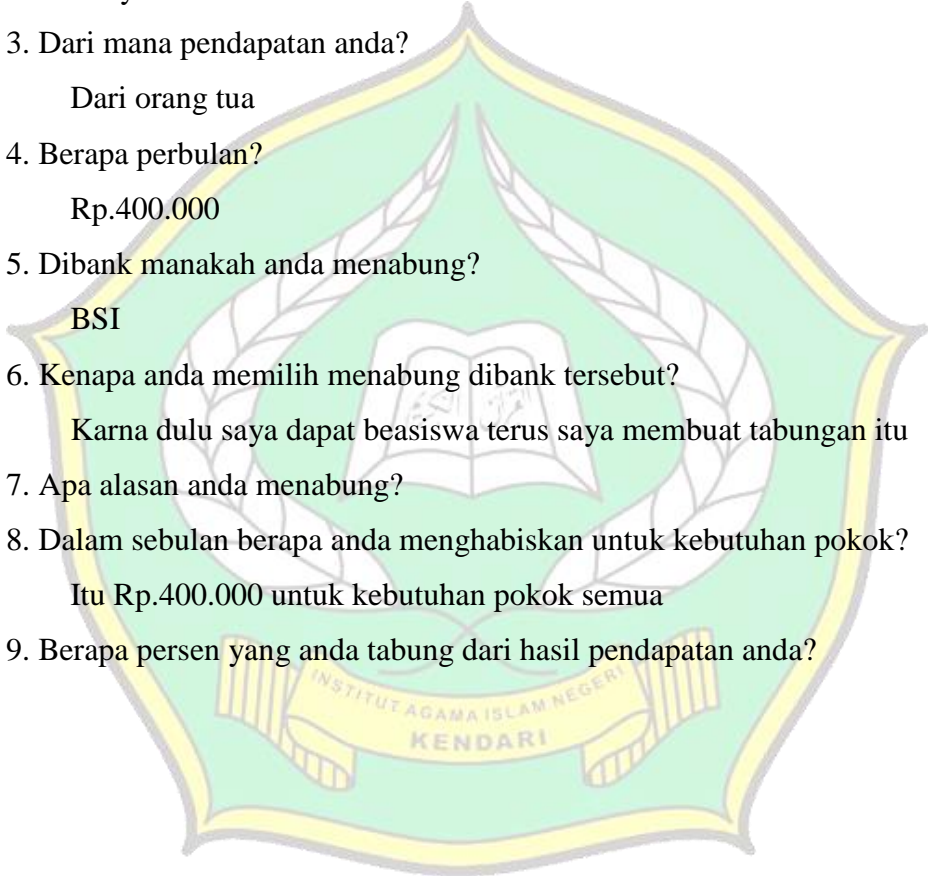 3. Dari mana pendapatan anda?
Dari orang tua
4. Berapa perbulan?
Rp.400.000
5. Dibank manakah anda menabung?
BSI
6. Kenapa anda memilih menabung dibank tersebut?
Karna dulu saya dapat beasiswa terus saya membuat tabungan itu
7. Apa alasan anda menabung?
8. Dalam sebulan berapa anda menghabiskan untuk kebutuhan pokok?
Itu Rp.400.000 untuk kebutuhan pokok semua
9. Berapa persen yang anda tabung dari hasil pendapatan anda?
INSTITUT AGAMA ISLAM NEGERI
KENDARI